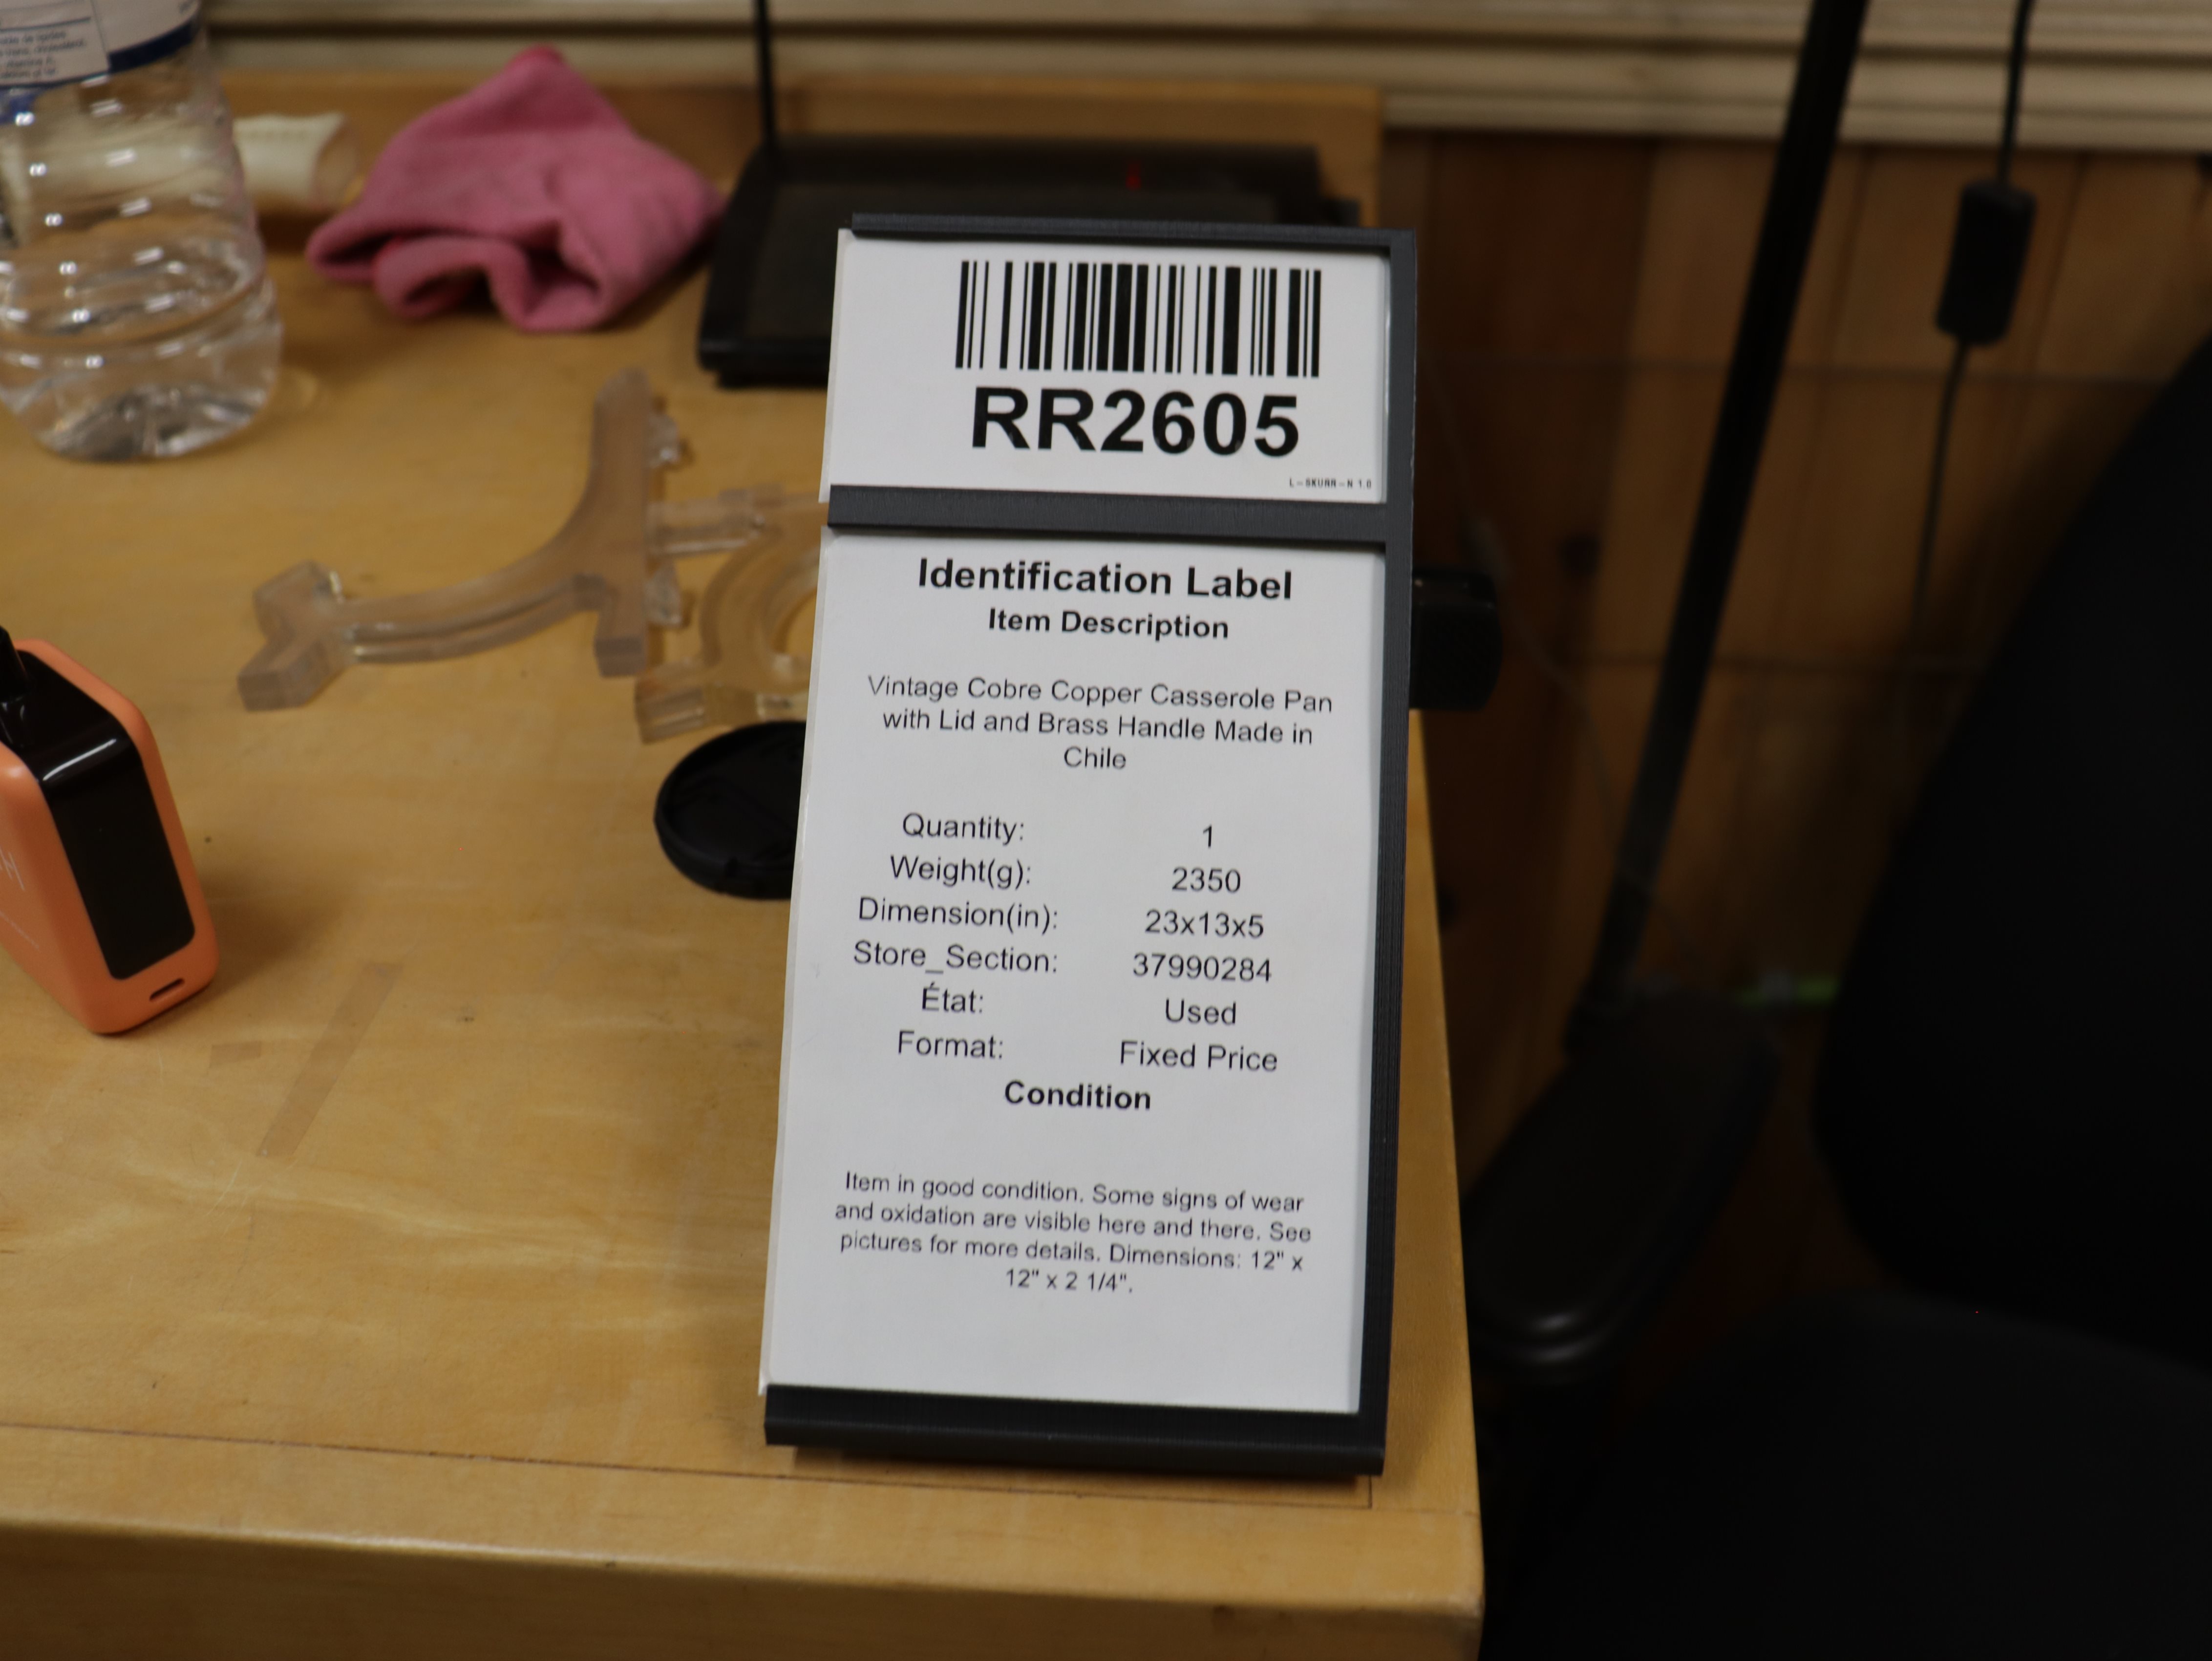 RR2605
L-SKURR-N 1.0
Identification Label
Item Description
Vintage Cobre Copper Casserole Pan
with Lid and Brass Handle Made in
Chile
Quantity: 1
Weight(g): 2350
Dimension(in): 23x13x5
Store_Section: 37990284
État: Used
Format: Fixed Price
Condition
Item in good condition. Some signs of wear
and oxidation are visible here and there. See
pictures for more details. Dimensions: 12" x
12" x 2 1/4".